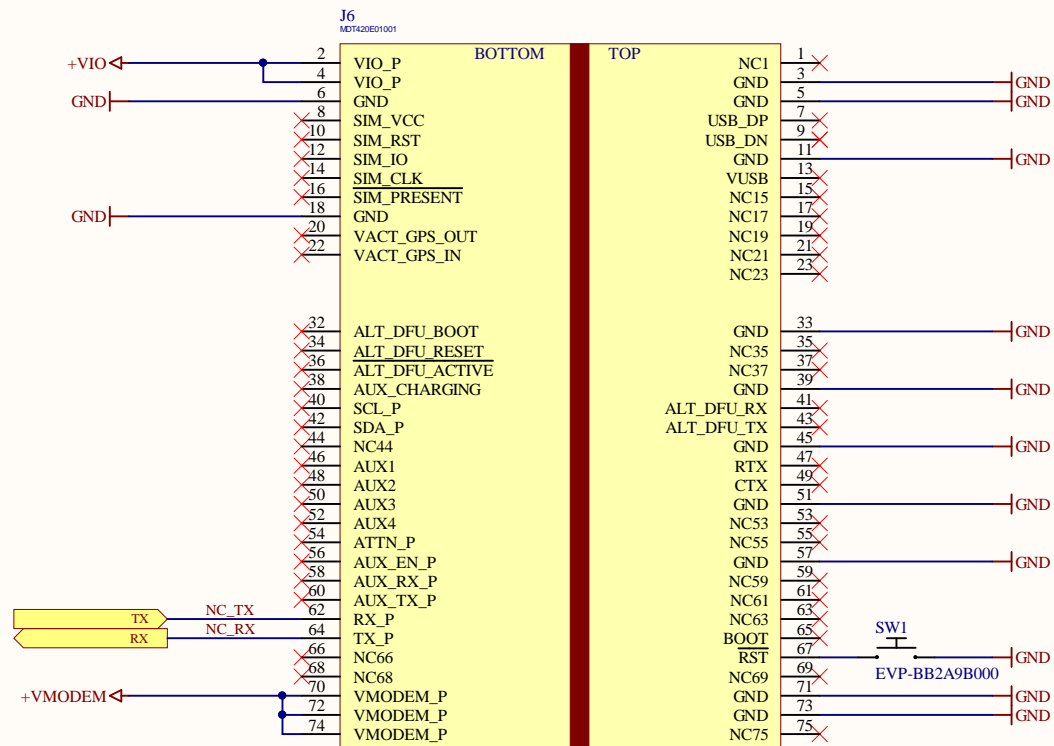 J6
MDT420E01001
BOTTOM TOP
+VIO 2 VIO_P NC1 1
4 VIO_P GND 3 GND
GND 6 GND GND 5 GND
8 SIM_VCC USB_DP 7
10 SIM_RST USB_DN 9
12 SIM_IO GND 11 GND
14 SIM_CLK VUSB 13
16 SIM_PRESENT NC15 15
GND 18 GND NC17 17
20 VACT_GPS_OUT NC19 19
22 VACT_GPS_IN NC21 21
NC23 23
32 ALT_DFU_BOOT GND 33 GND
34 ALT_DFU_RESET NC35 35
36 ALT_DFU_ACTIVE NC37 37
38 AUX_CHARGING GND 39 GND
40 SCL_P ALT_DFU_RX 41
42 SDA_P ALT_DFU_TX 43
44 NC44 GND 45 GND
46 AUX1 RTX 47
48 AUX2 CTX 49
50 AUX3 GND 51 GND
52 AUX4 NC53 53
54 ATTN_P NC55 55
56 AUX_EN_P GND 57 GND
58 AUX_RX_P NC59 59
60 AUX_TX_P NC61 61
TX NC_TX 62 RX_P NC63 63
RX NC_RX 64 TX_P BOOT 65 SW1
66 NC66 RST 67 GND
68 NC68 NC69 69 EVP-BB2A9B000
+VMODEM 70 VMODEM_P GND 71 GND
72 VMODEM_P GND 73 GND
74 VMODEM_P NC75 75